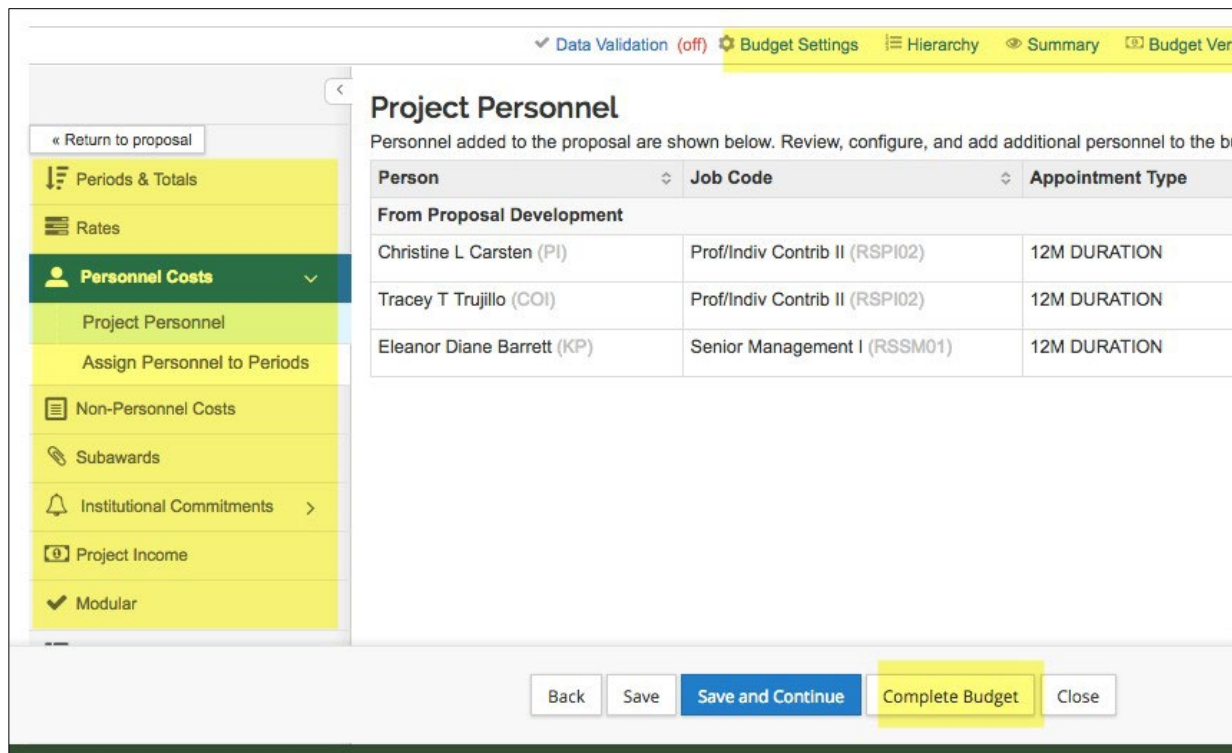 Data Validation (off) Budget Settings Hierarchy Summary Budget Ver
« Return to proposal
Periods & Totals
Rates
Personnel Costs
Project Personnel
Assign Personnel to Periods
Non-Personnel Costs
Subawards
Institutional Commitments
Project Income
Modular
Project Personnel
Personnel added to the proposal are shown below. Review, configure, and add additional personnel to the b
Person Job Code Appointment Type
From Proposal Development
Christine L Carsten (PI) Prof/Indiv Contrib II (RSPI02) 12M DURATION
Tracey T Trujillo (COI) Prof/Indiv Contrib II (RSPI02) 12M DURATION
Eleanor Diane Barrett (KP) Senior Management I (RSSM01) 12M DURATION
Back Save Save and Continue Complete Budget Close